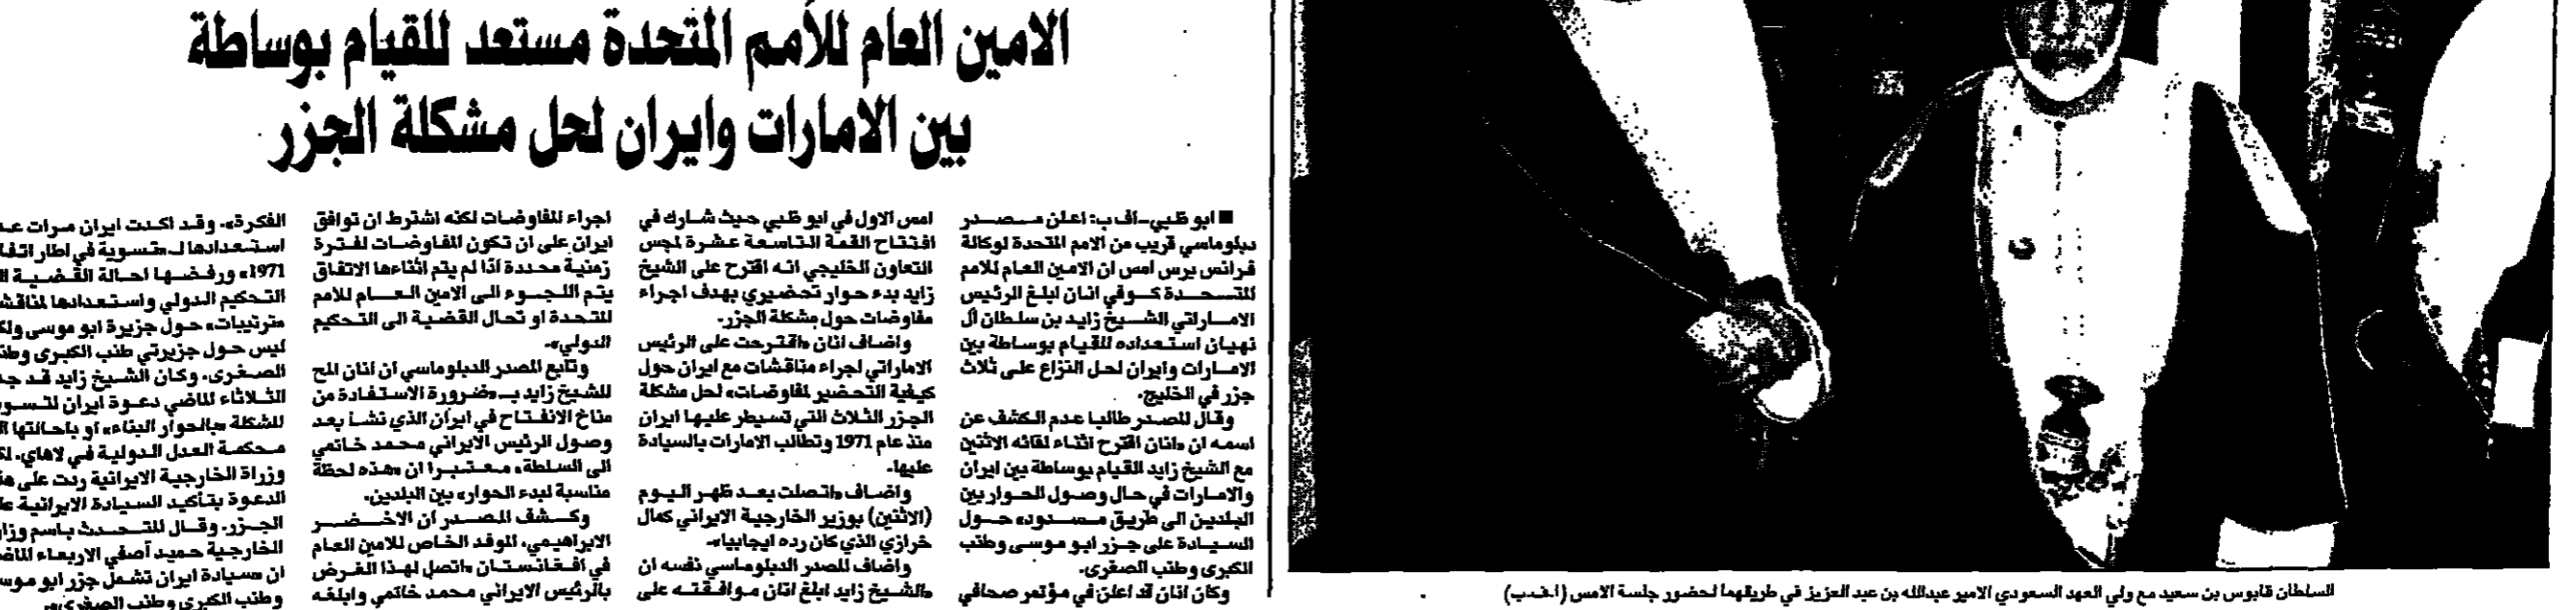 الامين العام للأمم المتحدة مستعد للقيام بوساطة
بين الامارات وايران لحل مشكلة الجزر
■ ابو ظبي ـ اف ب: اعلن مصدر
دبلوماسي قريب من الامم المتحدة لوكالة
فرانس برس امس ان الامين العام للامم
المتحدة كوفي انان ابلغ الرئيس
الاماراتي الشيخ زايد بن سلطان آل
نهيان استعداده للقيام بوساطة بين
الامارات وايران لحل النزاع على ثلاث
جزر في الخليج.
وقال المصدر طالبا عدم الكشف عن
اسمه ان «انان اقترح اثناء لقائه الاثنين
مع الشيخ زايد القيام بوساطة بين ايران
والامارات في حال وصول الحوار بين
البلدين الى طريق مسدود» حول
السيادة على جزر ابو موسى وطنب
الكبرى وطنب الصغرى.
وكان انان قد اعلن في مؤتمر صحافي
امس الاول في ابو ظبي حيث شارك في
افتتاح القمة التاسعة عشرة لمجس
التعاون الخليجي انه اقترح على الشيخ
زايد بدء حوار تحضيري بهدف اجراء
مفاوضات حول مشكلة الجزر.
واضاف انان «اقترحت على الرئيس
الاماراتي اجراء مناقشات مع ايران حول
كيفية التحضير لمفاوضات» لحل مشكلة
الجزر الثلاث التي تسيطر عليها ايران
منذ عام 1971 وتطالب الامارات بالسيادة
عليها.
واضاف «اتصلت بعد ظهر اليوم
(الاثنين) بوزير الخارجية الايراني كمال
خرازي الذي كان رده ايجابيا».
واضاف المصدر الدبلوماسي نفسه ان
«الشيخ زايد ابلغ انان موافقته على
اجراء المفاوضات لكنه اشترط ان توافق
ايران على ان تكون المفاوضات لفترة
زمنية محددة اذا لم يتم اثناءها الاتفاق
يتم اللجوء الى الامين العام للامم
المتحدة او تحال القضية الى التحكيم
الدولي».
وتابع المصدر الدبلوماسي ان انان الح
للشيخ زايد بـ «ضرورة الاستفادة من
مناخ الانفتاح في ايران الذي نشأ بعد
وصول الرئيس الايراني محمد خاتمي
الى السلطة» معتبرا ان «هذه لحظة
مناسبة لبدء الحوار» بين البلدين.
وكشف المصدر ان الاخضر
الابراهيمي، الموفد الخاص للامين العام
في افغانستان «اتصل لهذا الغرض
بالرئيس الايراني محمد خاتمي وابلغه
الفكرة». وقد اكدت ايران مرات
استعدادها لـ «تسوية في اطار
1971» ورفضها احالة القضية
التحكيم الدولي واستعدادها
«ترتيبات» حول جزيرة ابو موسى
ليس حول جزيرتي طنب الكبرى
الصغرى. وكان الشيخ زايد قد
الثلاثاء الماضي دعوة ايران
المشكلة «بالحوار البناء» او باحالتها
محكمة العدل الدولية في لاهاي.
وزراة الخارجية الايرانية ردت على
الدعوة بتأكيد السيادة الايرانية
الجزر. وقال المتحدث باسم
الخارجية حميد آصفي الاربعاء
ان «سيادة ايران تشمل جزر ابو
وطنب الكبرى وطنب الصغرى».
السلطان قابوس بن سعيد مع ولي العهد السعودي الامير عبدالله بن عبد العزيز في طريقهما لحضور جلسة الامس (ا.ف.ب)